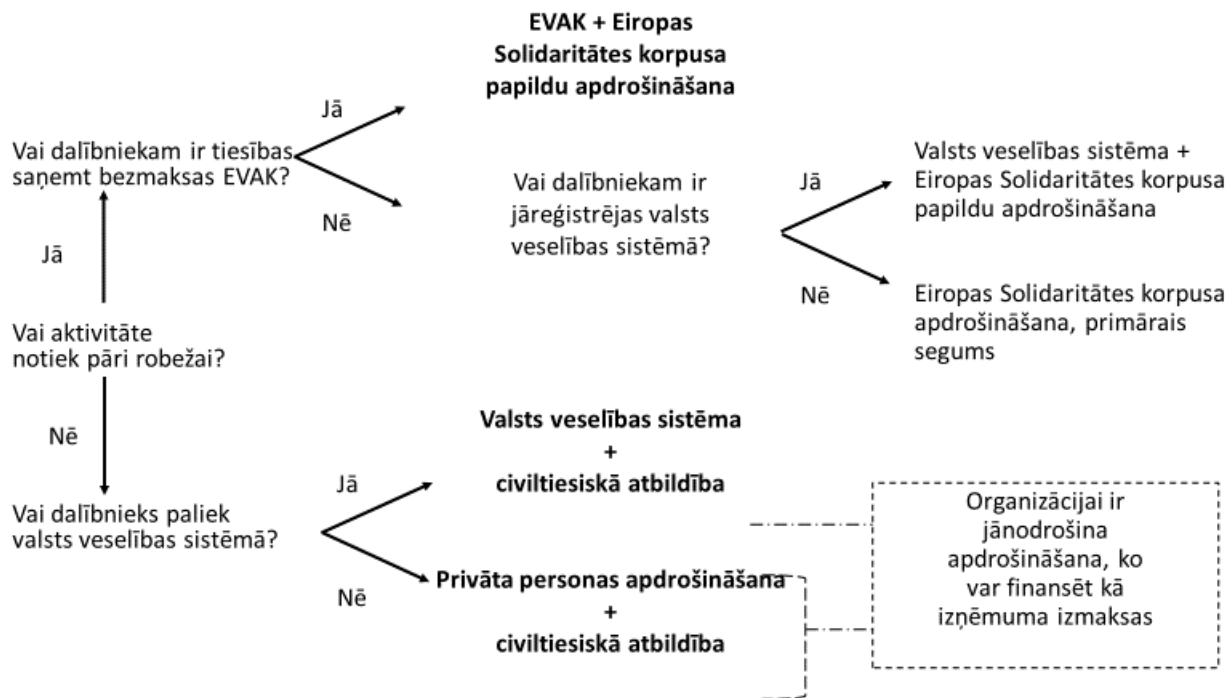 EVAK + Eiropas
Solidaritātes korpusa
papildu apdrošināšana
Jā
Vai dalībniekam ir tiesības
saņemt bezmaksas EVAK?
Nē
Vai dalībniekam ir
jāreģistrējas valsts
veselības sistēmā?
Jā
Valsts veselības sistēma +
Eiropas Solidaritātes korpusa
papildu apdrošināšana
Nē
Eiropas Solidaritātes korpusa
apdrošināšana, primārais
segums
Jā
Vai aktivitāte
notiek pāri robežai?
Nē
Vai dalībnieks paliek
valsts veselības sistēmā?
Jā
Valsts veselības sistēma
+
civiltiesiskā atbildība
Nē
Privāta personas apdrošināšana
+
civiltiesiskā atbildība
Organizācijai ir
jānodrošina
apdrošināšana, ko
var finansēt kā
izņēmuma izmaksas